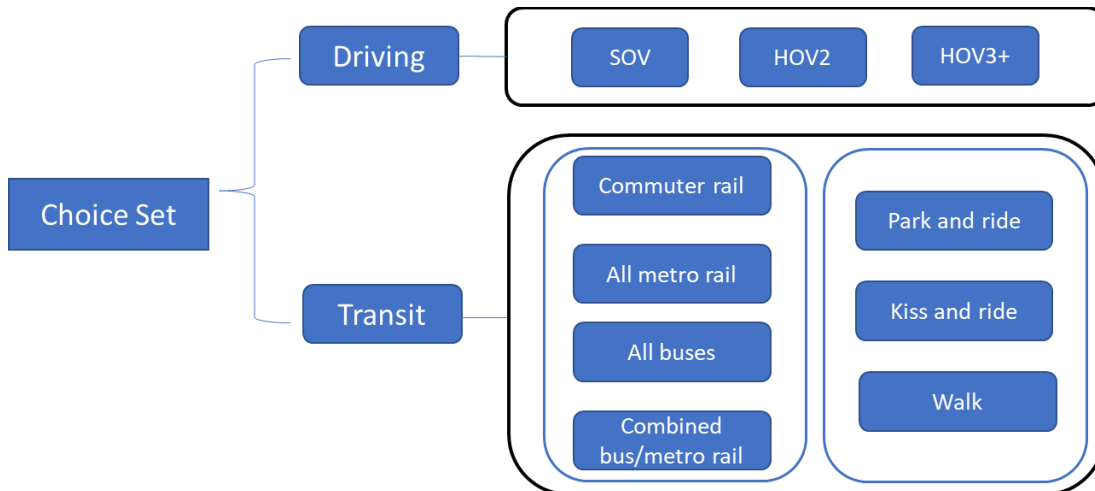 Choice Set
Driving
SOV
HOV2
HOV3+
Transit
Commuter rail
All metro rail
All buses
Combined
bus/metro rail
Park and ride
Kiss and ride
Walk